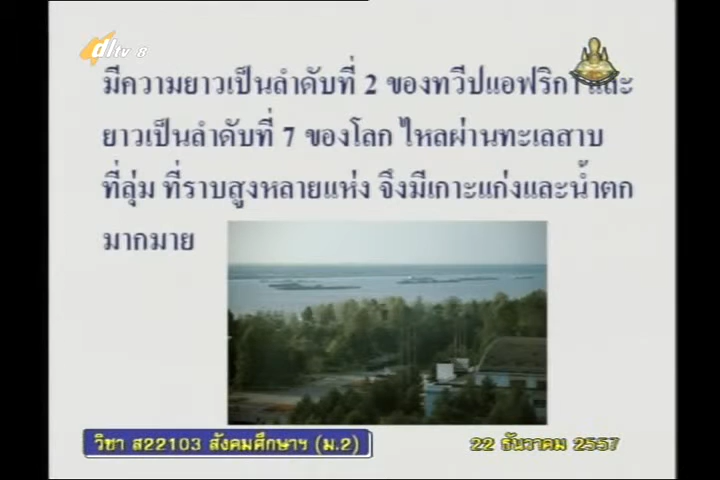 dltv 8
มีความยาวเป็นลำดับที่ 2 ของทวีปแอฟริกา และ
ยาวเป็นลำดับที่ 7 ของโลก ไหลผ่านทะเลสาบ
ที่ลุ่ม ที่ราบสูงหลายแห่ง จึงมีเกาะแก่งและน้ำตก
มากมาย
วิชา ส22103 สังคมศึกษาฯ (ม.2)
22 ธันวาคม 2557